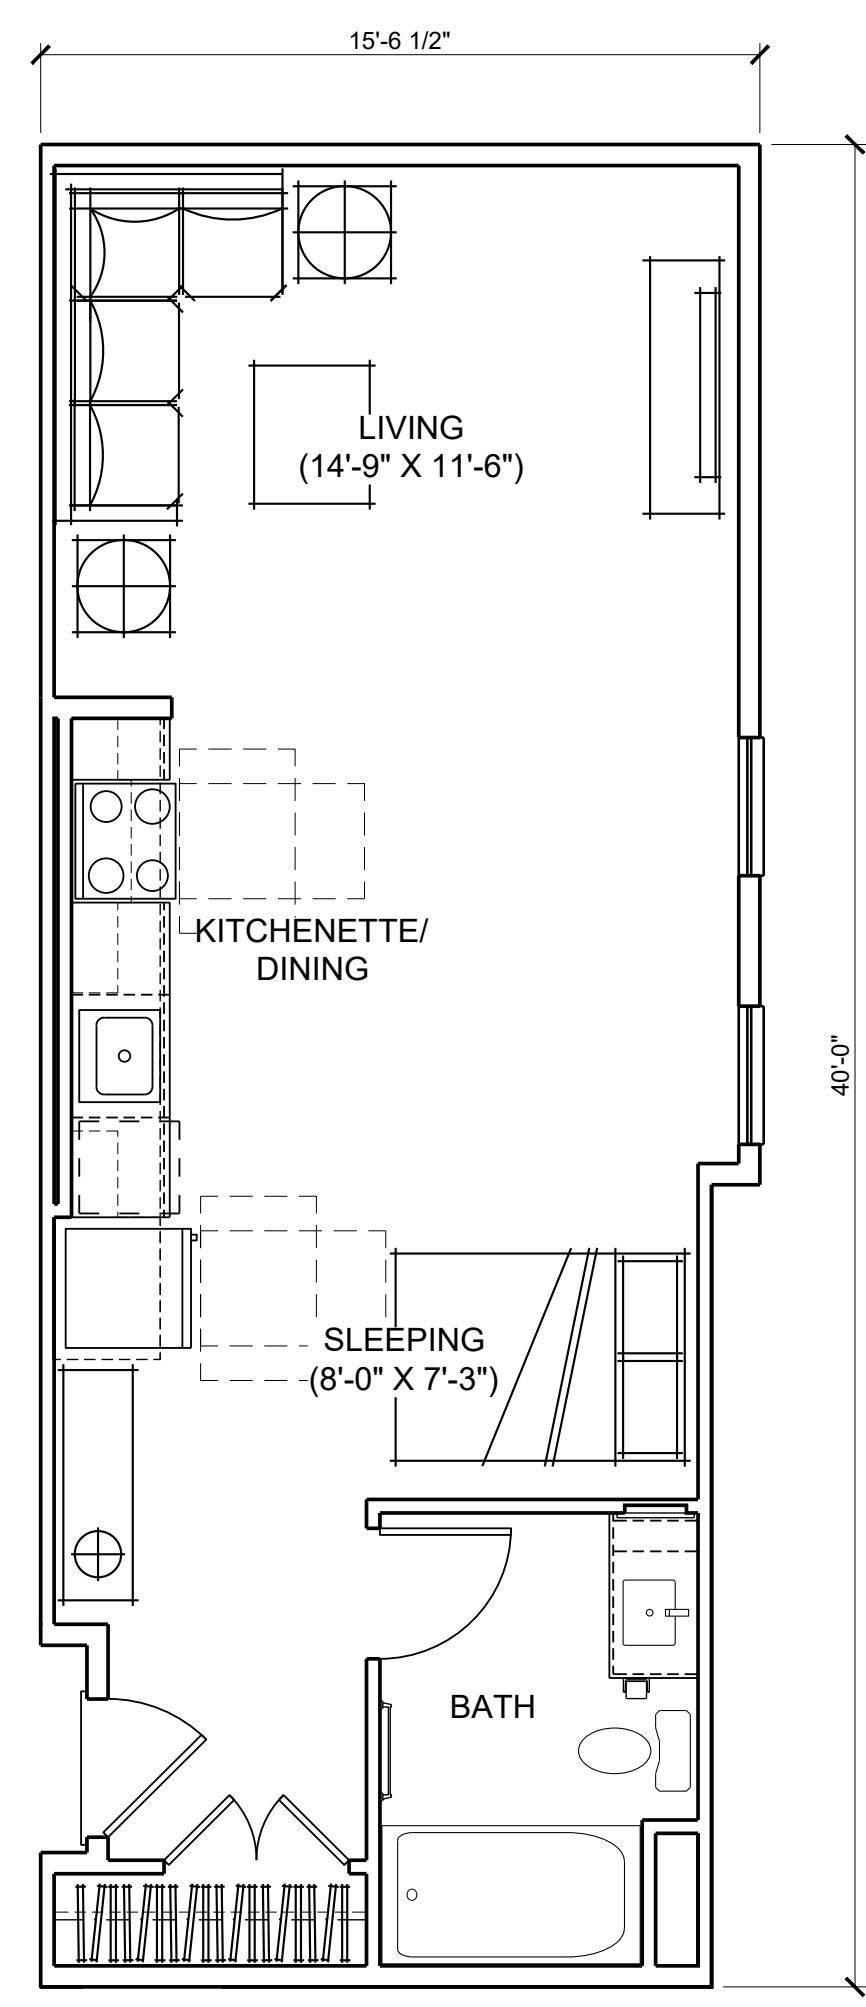 15'-6 1/2"
LIVING
(14'-9" X 11'-6")
KITCHENETTE/
DINING
40'-0"
SLEEPING
(8'-0" X 7'-3")
BATH